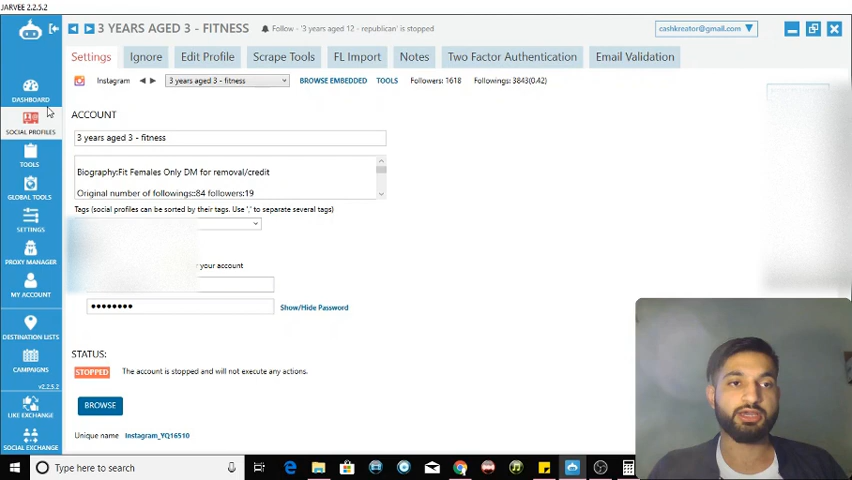 JARVEE 2.2.5.2
3 YEARS AGED 3 - FITNESS
Follow - '3 years aged 12 - republican' is stopped
cashkreator@gmail.com
Settings
Ignore
Edit Profile
Scrape Tools
FL Import
Notes
Two Factor Authentication
Email Validation
Instagram
3 years aged 3 - fitness
BROWSE EMBEDDED
TOOLS
Followers: 1618
Followings: 3843(0.42)
DASHBOARD
SOCIAL PROFILES
TOOLS
GLOBAL TOOLS
SETTINGS
PROXY MANAGER
MY ACCOUNT
DESTINATION LISTS
CAMPAIGNS
v2.2.5.2
LIKE EXCHANGE
SOCIAL EXCHANGE
ACCOUNT
3 years aged 3 - fitness
Biography:Fit Females Only DM for removal/credit
Original number of followings::84 followers:19
Tags (social profiles can be sorted by their tags. Use ',' to separate several tags)
your account
Show/Hide Password
STATUS:
STOPPED
The account is stopped and will not execute any actions.
BROWSE
Unique name
Instagram_YQ16510
Type here to search